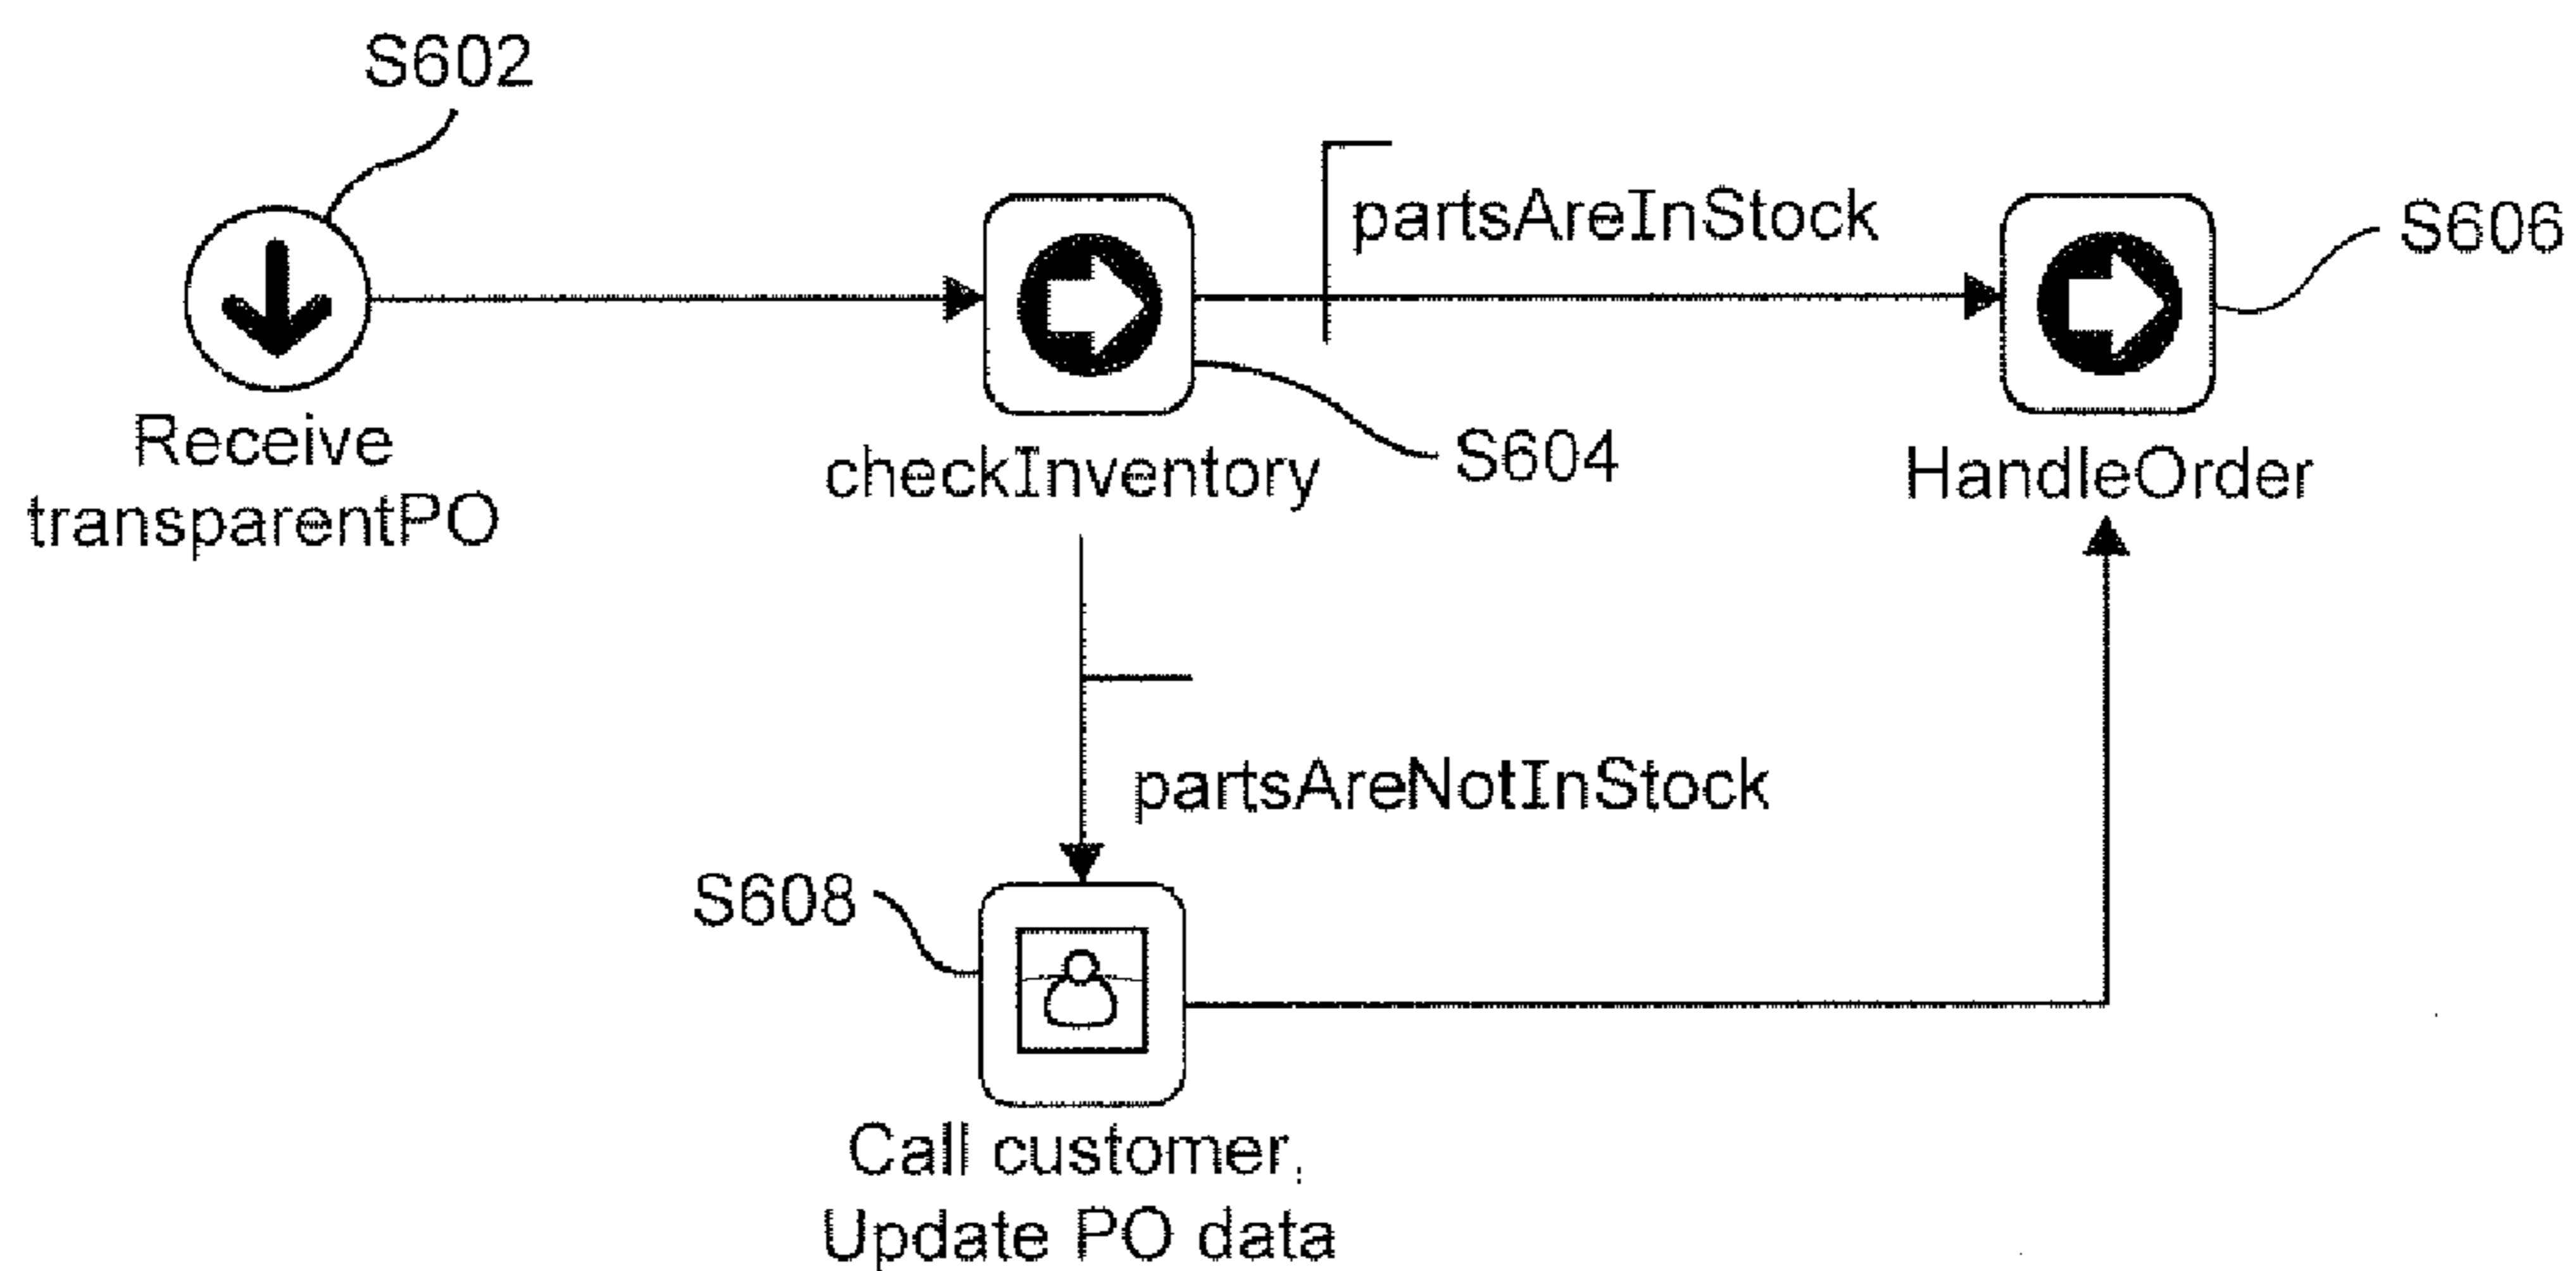 S602
partsAreInStock
S606
Receive
transparentPO
checkInventory
S604
HandleOrder
partsAreNotInStock
S608
Call customer,
Update PO data